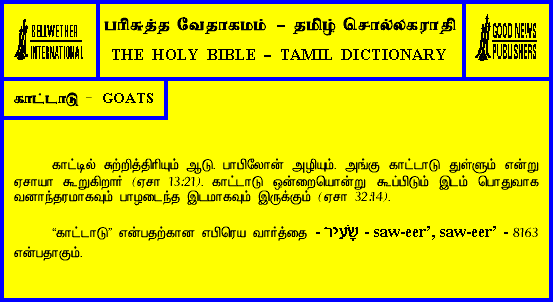 BELLWETHER
INTERNATIONAL
பரிசுத்த வேதாகமம் – தமிழ் சொல்லகராதி
THE HOLY BIBLE – TAMIL DICTIONARY
GOOD NEWS
PUBLISHERS
காட்டாடு – GOATS
காட்டில் சுற்றித்திரியும் ஆடு. பாபிலோன் அழியும். அங்கு காட்டாடு துள்ளும் என்று
ஏசாயா கூறுகிறார் (ஏசா 13:21). காட்டாடு ஒன்றையொன்று கூப்பிடும் இடம் பொதுவாக
வனாந்தரமாகவும் பாழடைந்த இடமாகவும் இருக்கும் (ஏசா 32:14).
“காட்டாடு” என்பதற்கான எபிரெய வார்த்தை - שָׂעִיר - saw-eer’, saw-eer’ - 8163
என்பதாகும்.